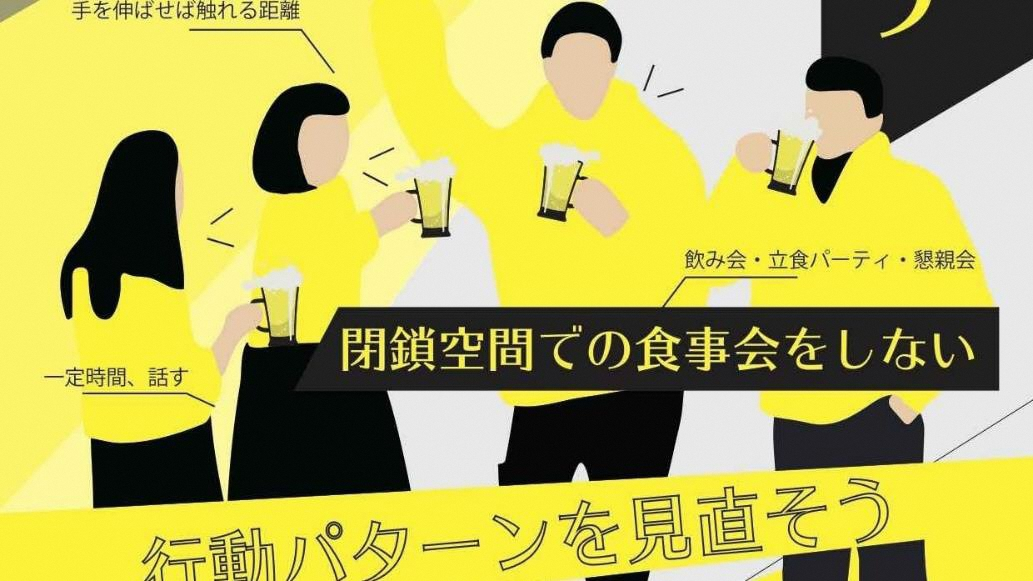 手を伸ばせば触れる距離
飲み会・立食パーティ・懇親会
閉鎖空間での食事会をしない
一定時間、話す
行動パターンを見直そう